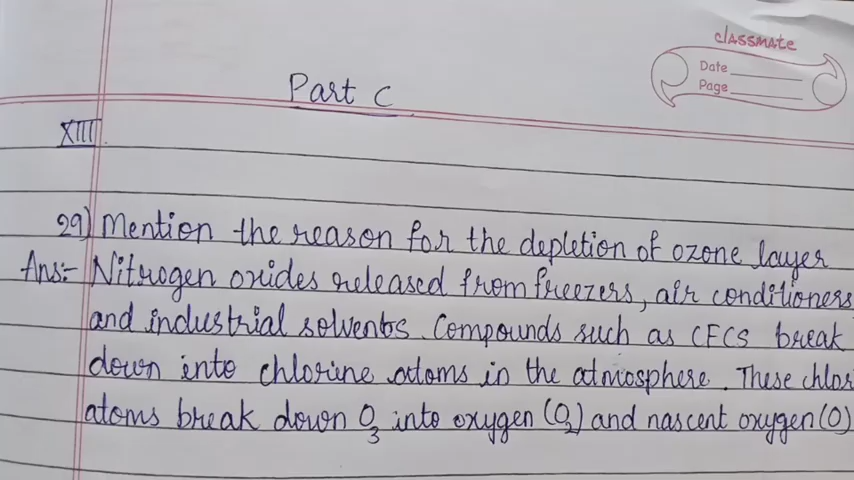 classmate
Date
Page
Part C
XIII
29) Mention the reason for the depletion of ozone layer
Ans:- Nitrogen oxides released from freezers, air conditioners
and industrial solvents. Compounds such as CFCS break
down into chlorine atoms in the atmosphere. These chlor
atoms break down O3 into oxygen (O2) and nascent oxygen (O)